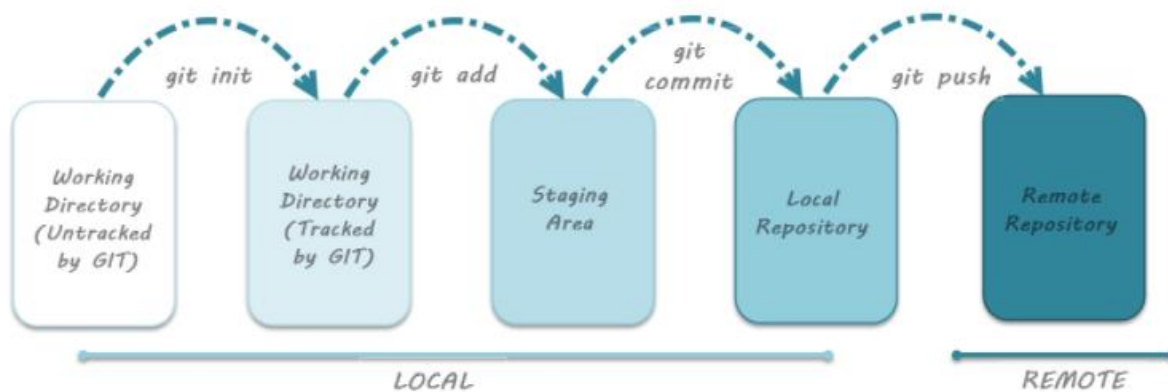 git init
git add
git
commit
git push
Working
Directory
(Untracked
by GIT)
Working
Directory
(Tracked
by GIT)
Staging
Area
Local
Repository
Remote
Repository
LOCAL
REMOTE